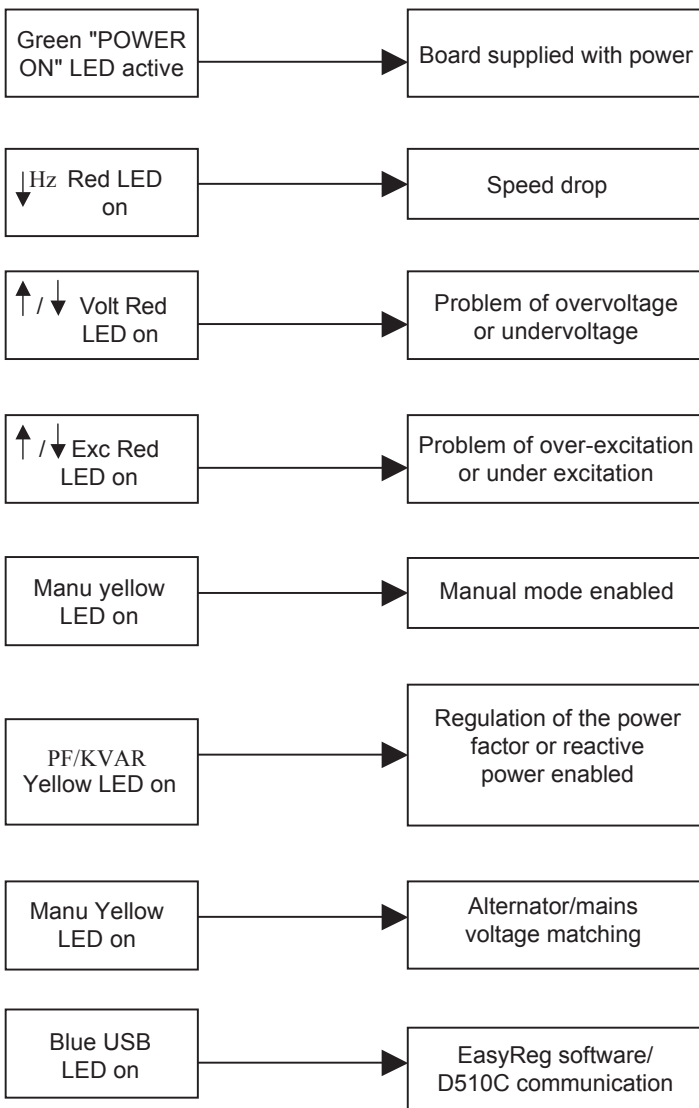 Green "POWER
ON" LED active
Board supplied with power
↓Hz Red LED
on
Speed drop
↑/↓ Volt Red
LED on
Problem of overvoltage
or undervoltage
↑/↓ Exc Red
LED on
Problem of over-excitation
or under excitation
Manu yellow
LED on
Manual mode enabled
PF/KVAR
Yellow LED on
Regulation of the power
factor or reactive
power enabled
Manu Yellow
LED on
Alternator/mains
voltage matching
Blue USB
LED on
EasyReg software/
D510C communication